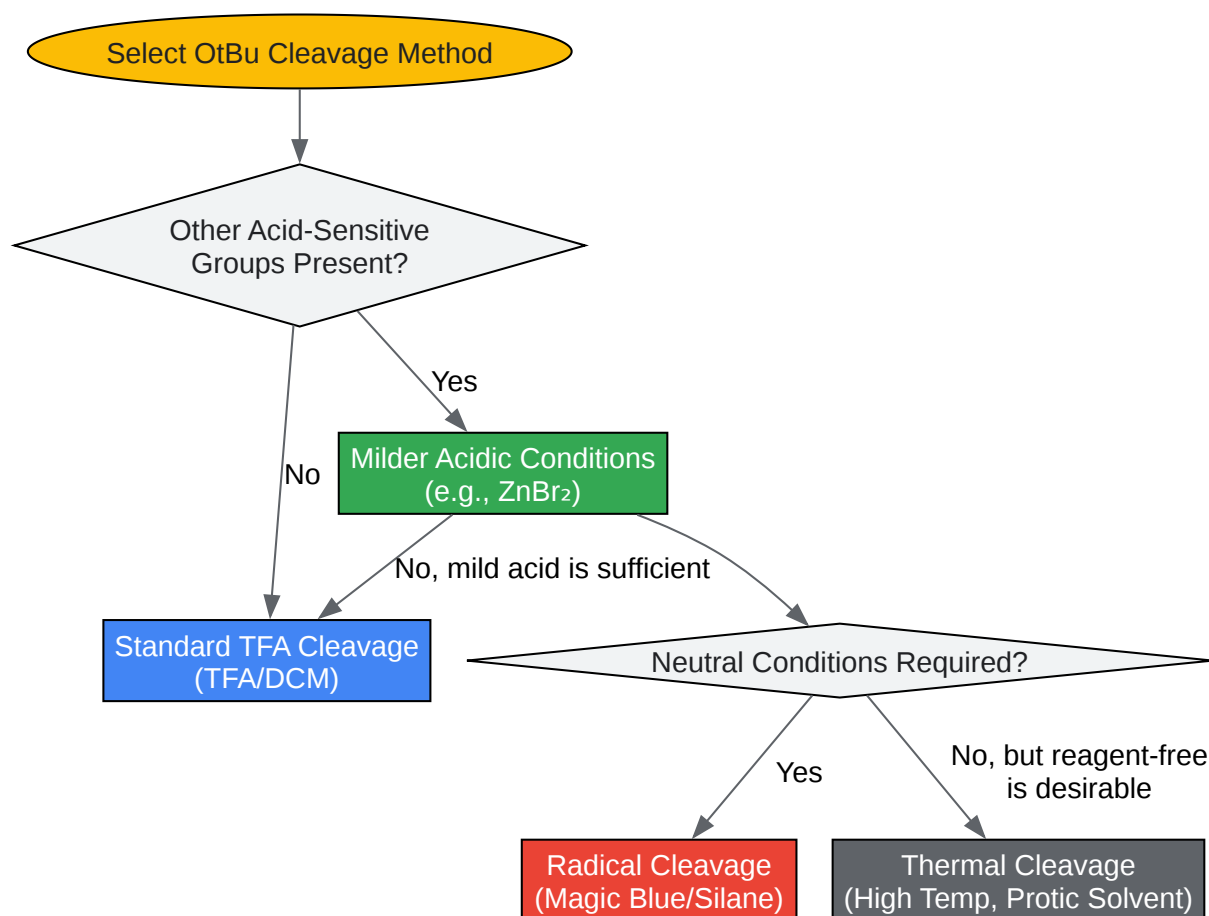 Select OtBu Cleavage Method
Other Acid-Sensitive
Groups Present?
Yes
Milder Acidic Conditions
(e.g., ZnBr₂)
No
No, mild acid is sufficient
Standard TFA Cleavage
(TFA/DCM)
Neutral Conditions Required?
Yes
No, but reagent-free
is desirable
Radical Cleavage
(Magic Blue/Silane)
Thermal Cleavage
(High Temp, Protic Solvent)